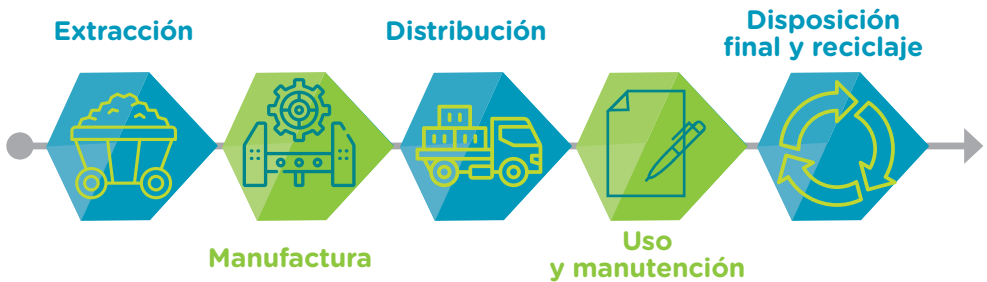 Extracción
Manufactura
Distribución
Uso
y manutención
Disposición
final y reciclaje